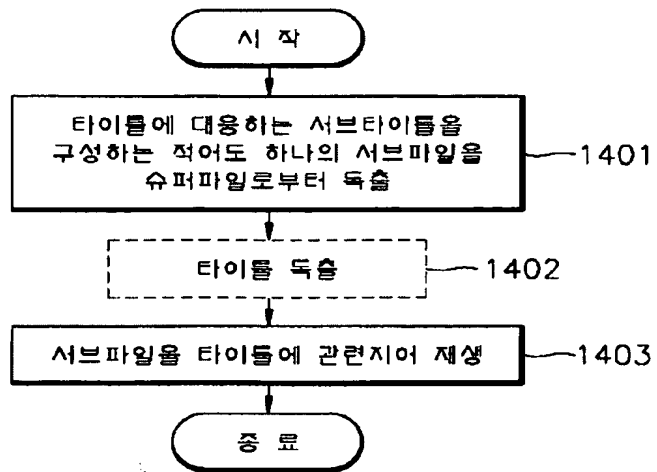 시 작
타이틀에 대응하는 서브타이틀을
구성하는 적어도 하나의 서브파일을
슈퍼파일로부터 독출
1401
타이틀 독출
1402
서브파일을 타이틀에 관련지어 재생
1403
종 료